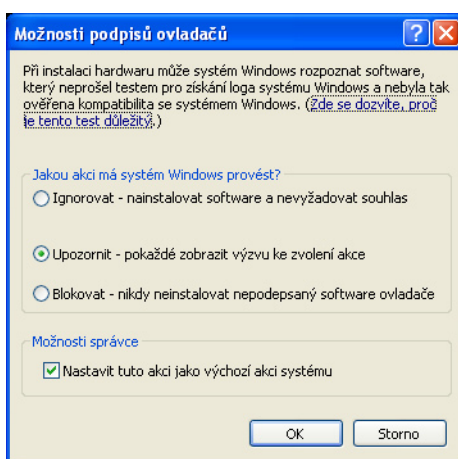 Možnosti podpisů ovladačů
Při instalaci hardwaru může systém Windows rozpoznat software,
který neprošel testem pro získání loga systému Windows a nebyla tak
ověřena kompatibilita se systémem Windows. (Zde se dozvíte, proč
je tento test důležitý.)
Jakou akci má systém Windows provést?
Ignorovat - nainstalovat software a nevyžadovat souhlas
Upozornit - pokaždé zobrazit výzvu ke zvolení akce
Blokovat - nikdy neinstalovat nepodepsaný software ovladače
Možnosti správce
Nastavit tuto akci jako výchozí akci systému
OK Storno